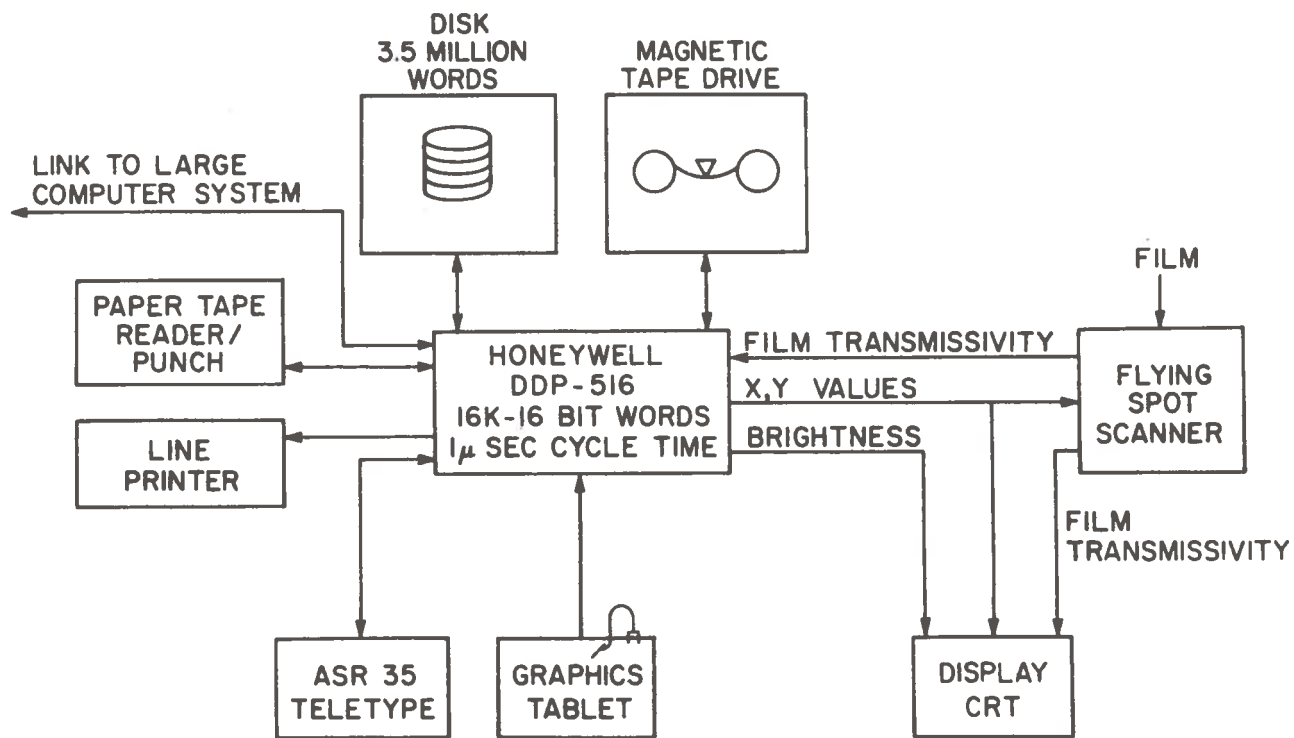 DISK
3.5 MILLION
WORDS
MAGNETIC
TAPE DRIVE
LINK TO LARGE
COMPUTER SYSTEM
FILM
PAPER TAPE
READER/
PUNCH
HONEYWELL
DDP-516
16K-16 BIT WORDS
1μ SEC CYCLE TIME
FILM TRANSMISSIVITY
X,Y VALUES
BRIGHTNESS
FLYING
SPOT
SCANNER
LINE
PRINTER
FILM
TRANSMISSIVITY
ASR 35
TELETYPE
GRAPHICS
TABLET
DISPLAY
CRT